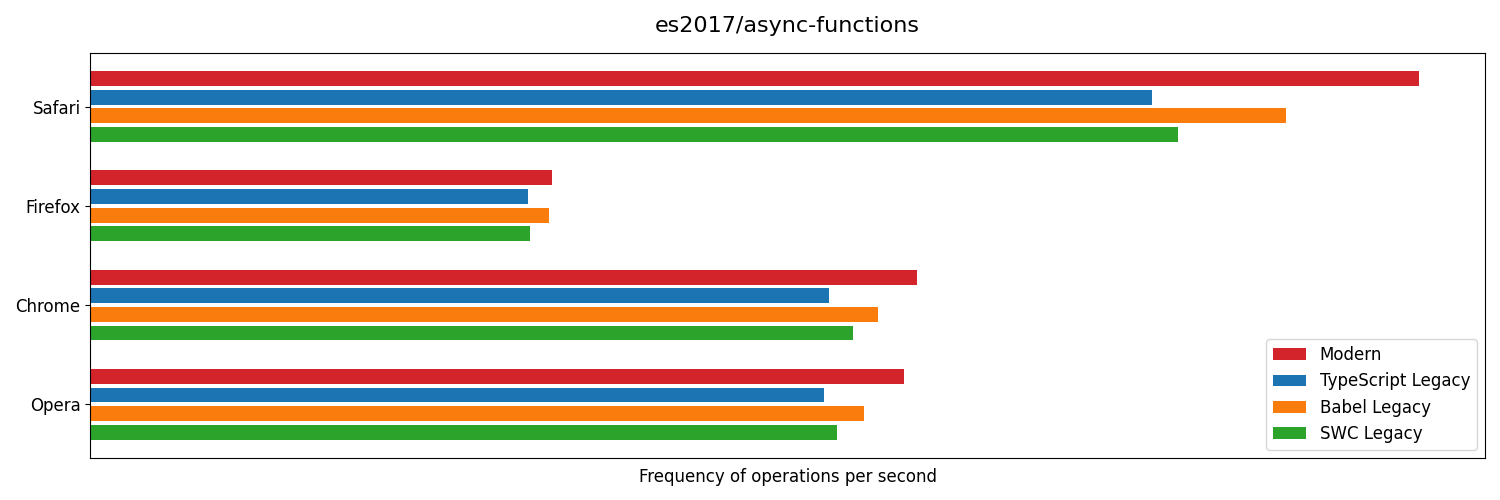 es2017/async-functions
Safari
Firefox
Chrome
Opera
Modern
TypeScript Legacy
Babel Legacy
SWC Legacy
Frequency of operations per second